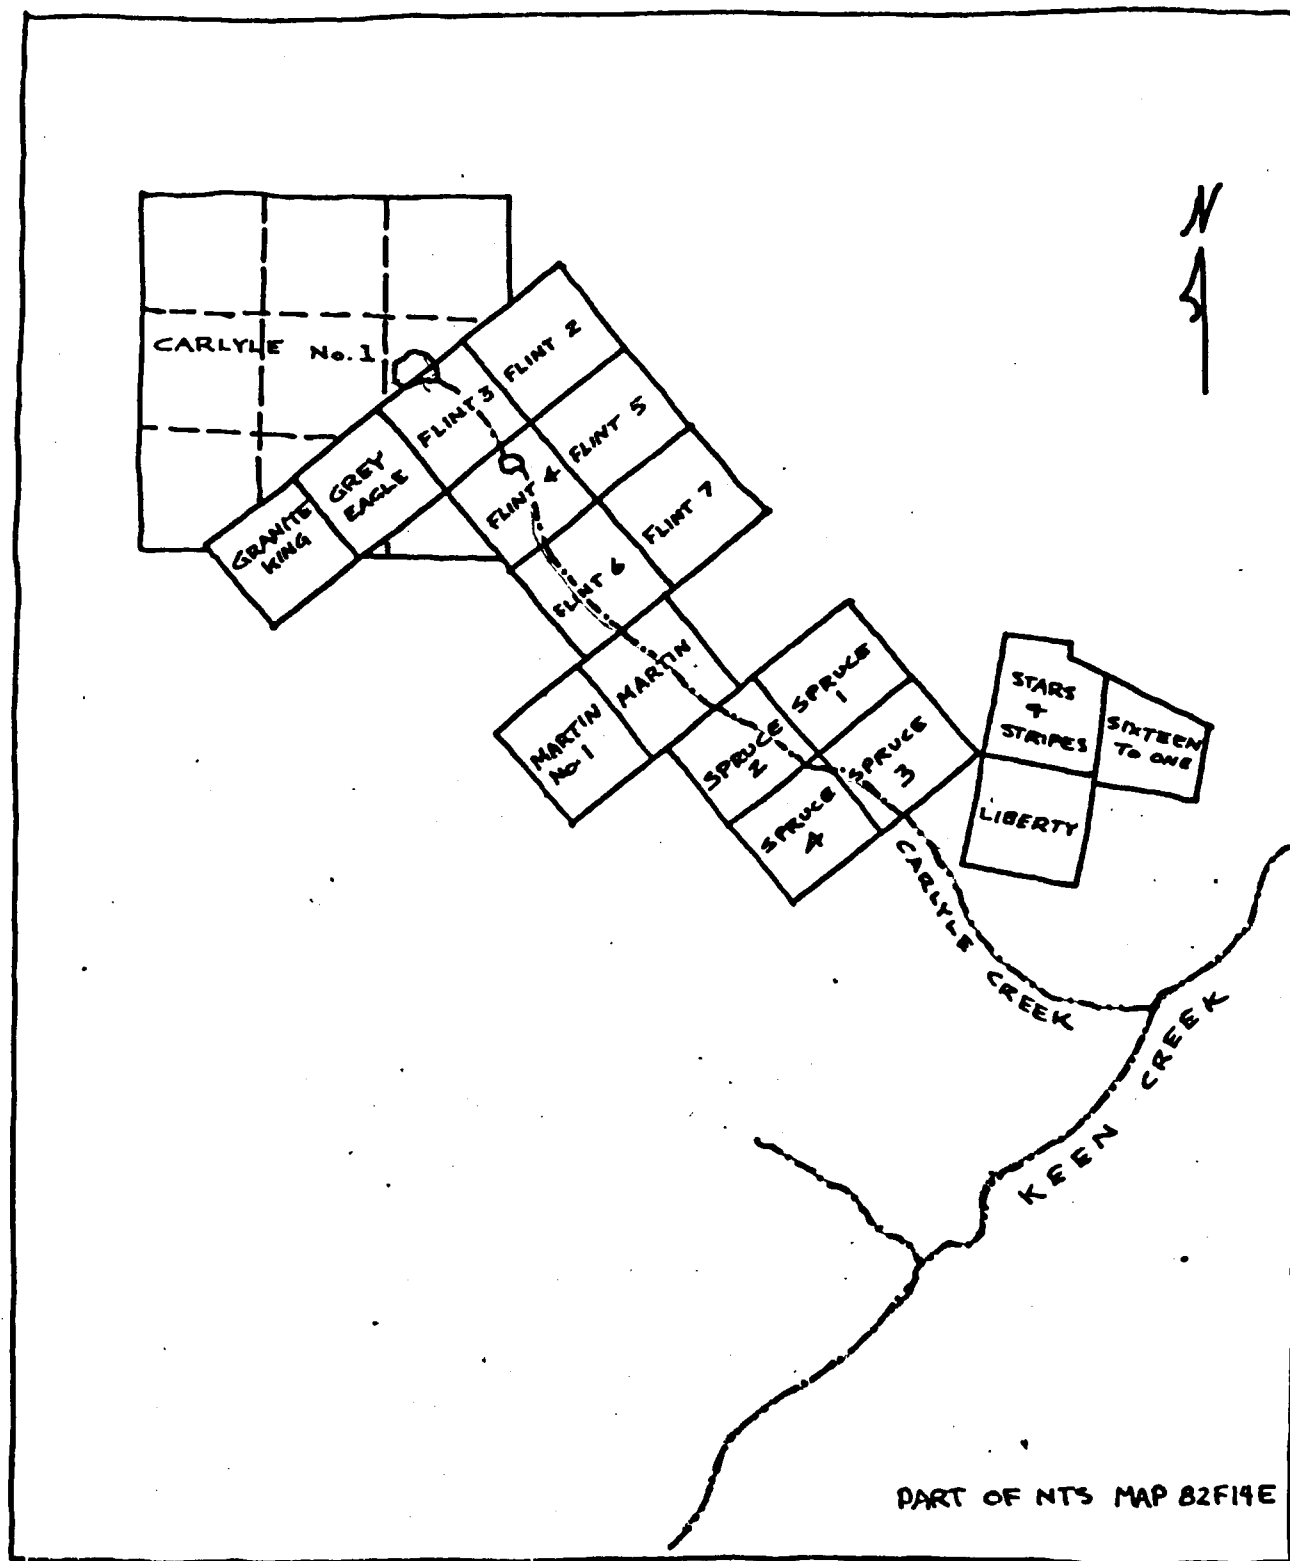 N
CARLYLE No. 1
FLINT 2
FLINT 3
FLINT 5
GREY
EAGLE
FLINT 4
FLINT 7
GRANITE
KING
FLINT 6
MARTIN
MARTIN
No. 1
SPRUCE
1
SPRUCE
2
SPRUCE
3
SPRUCE
4
STARS
&
STRIPES
SIXTEEN
TO ONE
LIBERTY
CARLYLE CREEK
KEEN CREEK
PART OF NTS MAP 82F14E